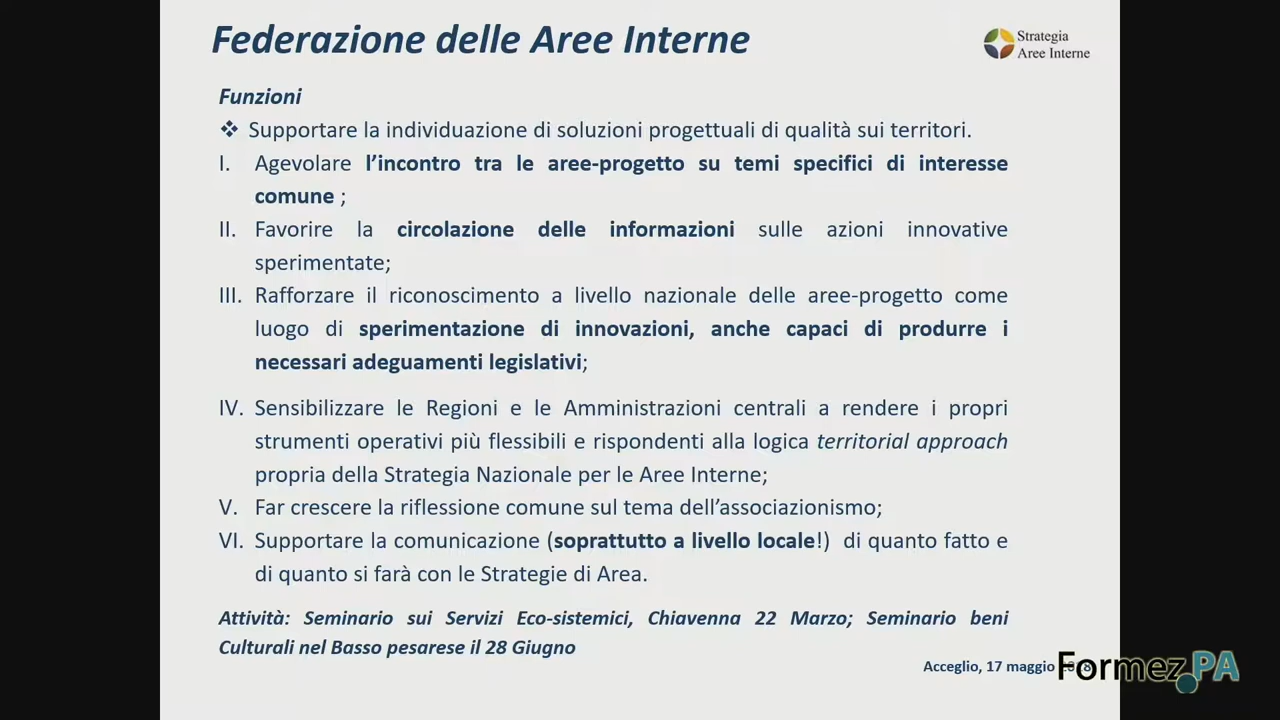 Federazione delle Aree Interne
Strategia
Aree Interne
Funzioni
❖ Supportare la individuazione di soluzioni progettuali di qualità sui territori.
I. Agevolare l'incontro tra le aree-progetto su temi specifici di interesse
comune ;
II. Favorire la circolazione delle informazioni sulle azioni innovative
sperimentate;
III. Rafforzare il riconoscimento a livello nazionale delle aree-progetto come
luogo di sperimentazione di innovazioni, anche capaci di produrre i
necessari adeguamenti legislativi;
IV. Sensibilizzare le Regioni e le Amministrazioni centrali a rendere i propri
strumenti operativi più flessibili e rispondenti alla logica territorial approach
propria della Strategia Nazionale per le Aree Interne;
V. Far crescere la riflessione comune sul tema dell'associazionismo;
VI. Supportare la comunicazione (soprattutto a livello locale!) di quanto fatto e
di quanto si farà con le Strategie di Area.
Attività: Seminario sui Servizi Eco-sistemici, Chiavenna 22 Marzo; Seminario beni
Culturali nel Basso pesarese il 28 Giugno
Acceglio, 17 maggio
Formez PA